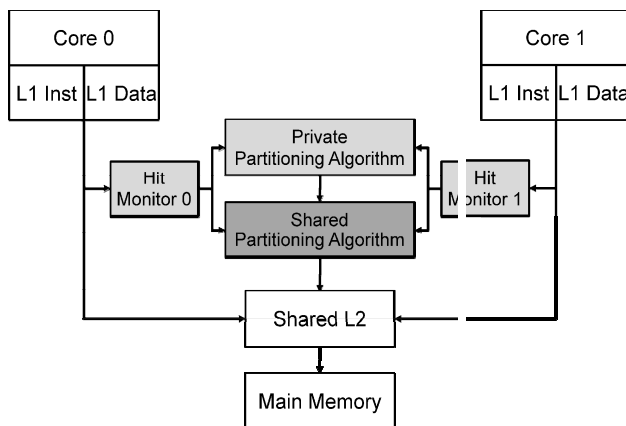 Core 0
Core 1
L1 Inst
L1 Data
L1 Inst
L1 Data
Private
Partitioning Algorithm
Hit
Monitor 0
Hit
Monitor 1
Shared
Partitioning Algorithm
Shared L2
Main Memory